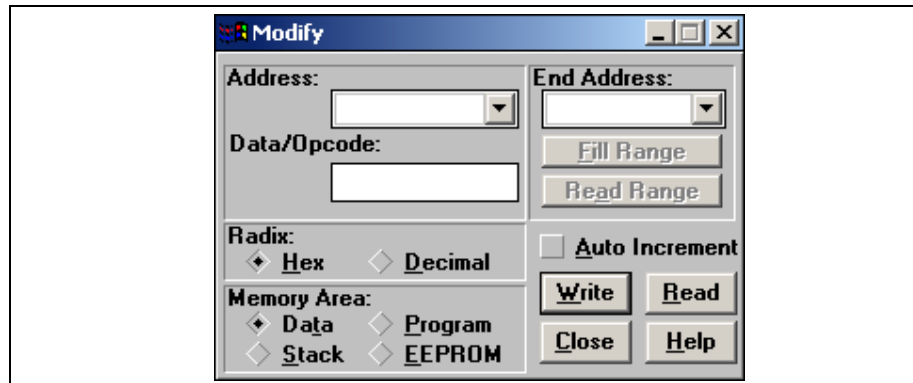 Modify
Address:
End Address:
Data/Opcode:
Fill Range
Read Range
Radix:
Hex Decimal
Auto Increment
Memory Area:
Data Program
Stack EEPROM
Write Read
Close Help